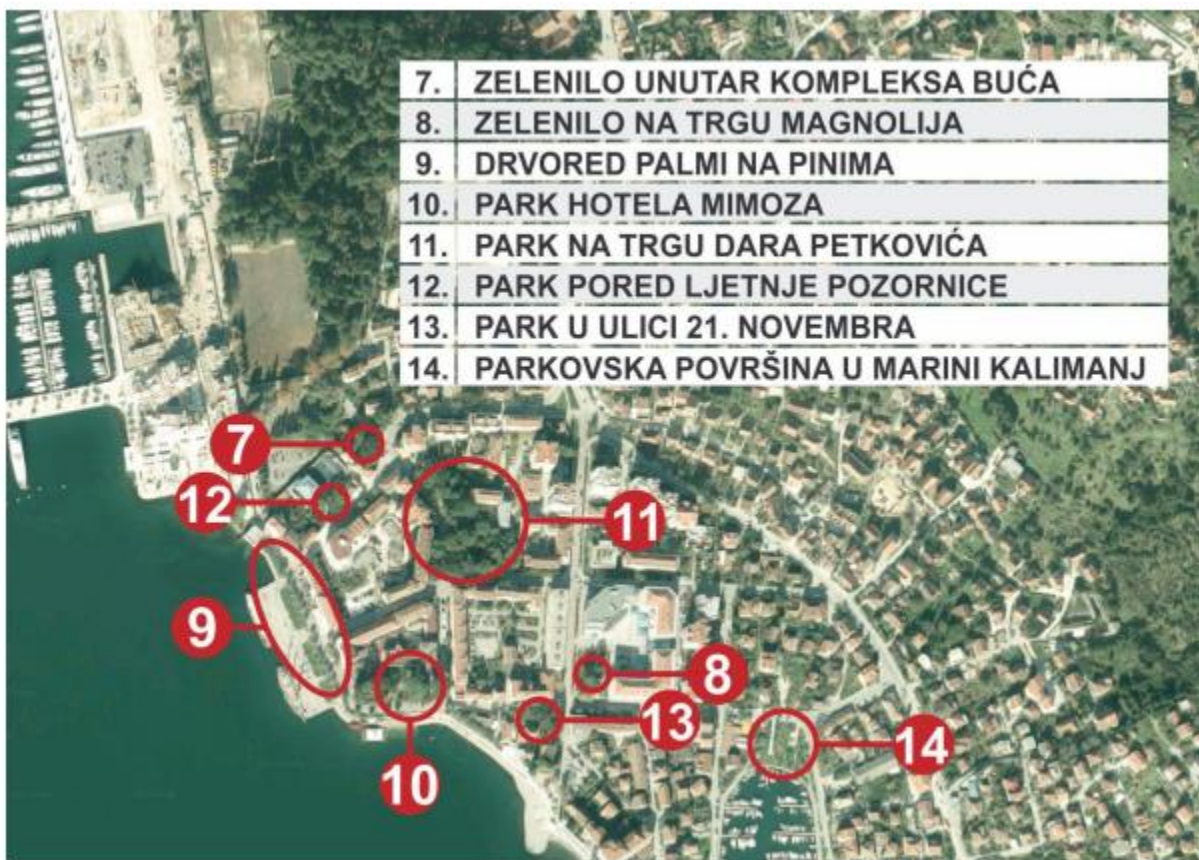 7. ZELENILO UNUTAR KOMPLEKSA BUĆA
8. ZELENILO NA TRGU MAGNOLIJA
9. DRVORED PALMI NA PINIMA
10. PARK HOTELA MIMOZA
11. PARK NA TRGU DARA PETKOVIĆA
12. PARK PORED LJETNJE POZORNICE
13. PARK U ULICI 21. NOVEMBRA
14. PARKOVSKA POVRŠINA U MARINI KALIMANJ
7
12
11
9
8
13
14
10